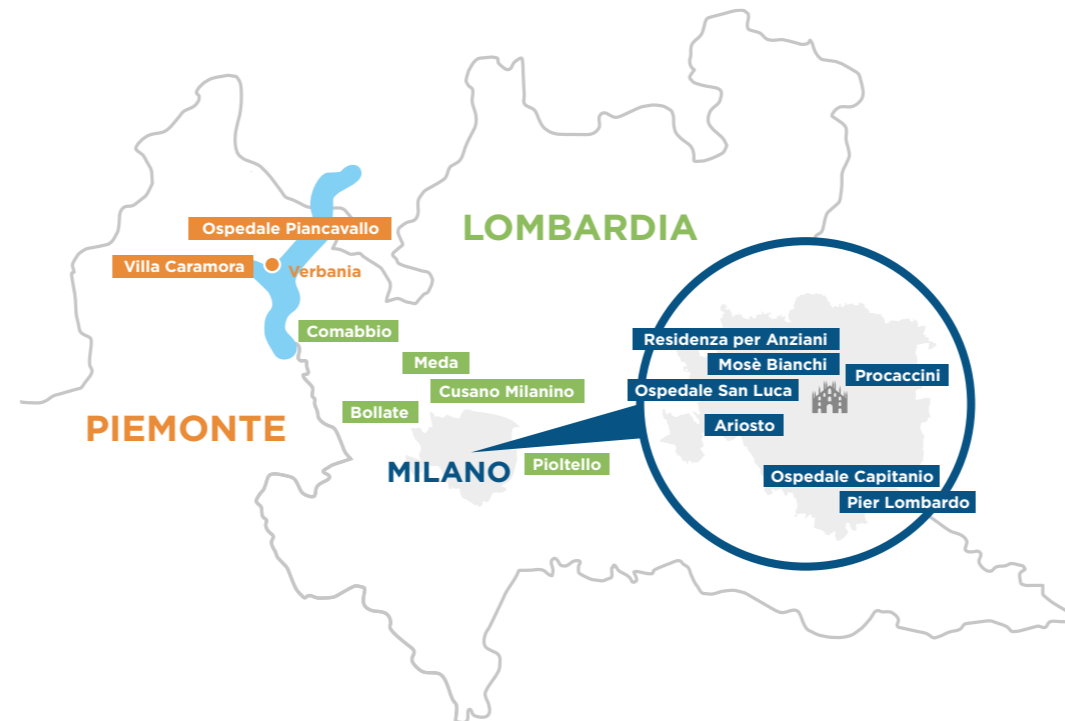 Ospedale Piancavallo
LOMBARDIA
Villa Caramora
Verbania
Comabbio
Residenza per Anziani
Meda
Mosè Bianchi
Procaccini
Cusano Milanino
Ospedale San Luca
Bollate
PIEMONTE
Ariosto
MILANO
Pioltello
Ospedale Capitanio
Pier Lombardo